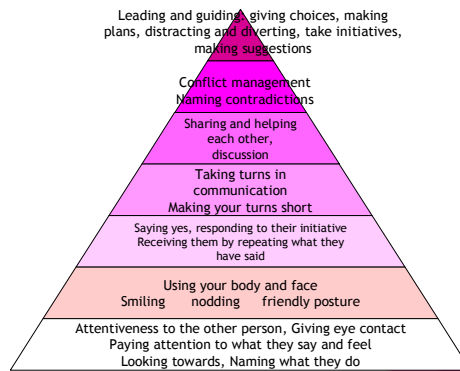 Leading and guiding: giving choices, making
plans, distracting and diverting, take initiatives,
making suggestions
Conflict management
Naming contradictions
Sharing and helping
each other,
discussion
Taking turns in
communication
Making your turns short
Saying yes, responding to their initiative
Receiving them by repeating what they
have said
Using your body and face
Smiling nodding friendly posture
Attentiveness to the other person, Giving eye contact
Paying attention to what they say and feel
Looking towards, Naming what they do